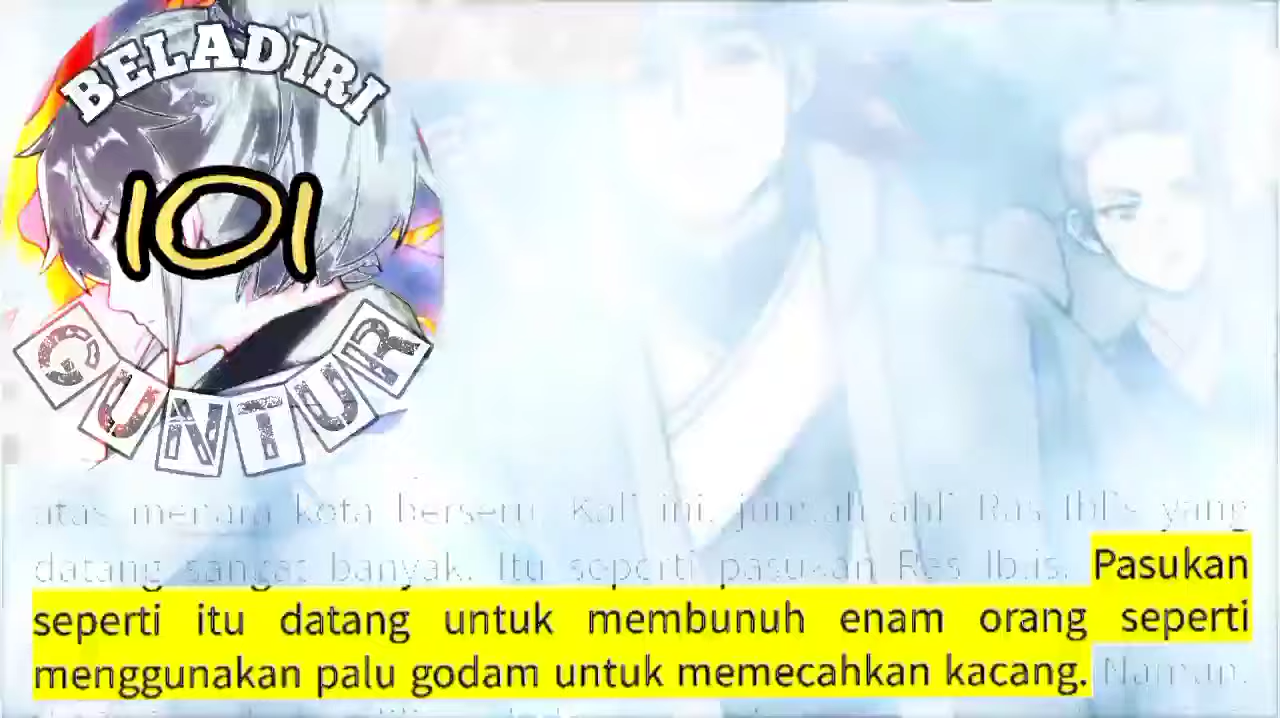 BELADIRI
101
GUNTUR
atas menara kota berseru. Kali ini, jumlah ahli Ras Iblis yang
datang sangat banyak. Itu seperti pasukan Ras Iblis. Pasukan
seperti itu datang untuk membunuh enam orang seperti
menggunakan palu godam untuk memecahkan kacang. Namun,